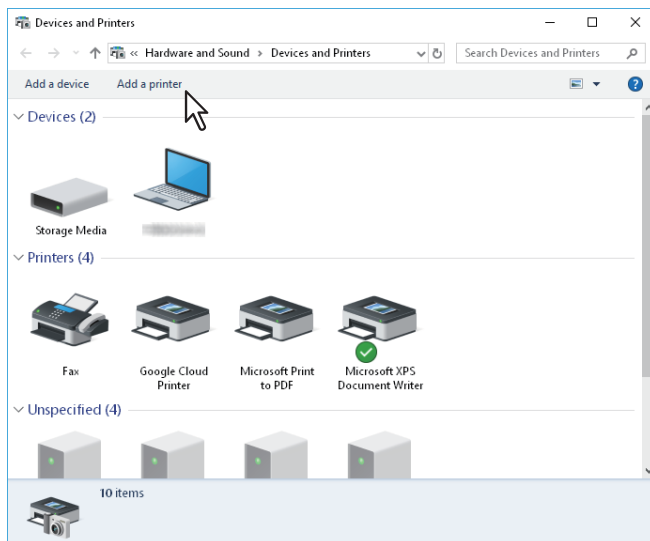 Devices and Printers
« Hardware and Sound > Devices and Printers
Search Devices and Printers
Add a device Add a printer
Devices (2)
Storage Media
Printers (4)
Fax
Google Cloud
Printer
Microsoft Print
to PDF
Microsoft XPS
Document Writer
Unspecified (4)
10 items